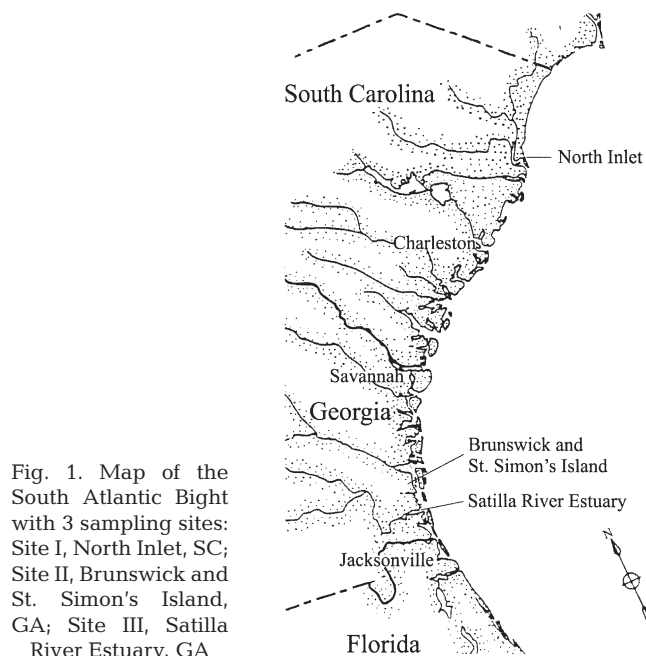 South Carolina
North Inlet
Charleston
Savannah
Georgia
Brunswick and
St. Simon's Island
Satilla River Estuary
N
Jacksonville
Florida
Fig. 1. Map of the
South Atlantic Bight
with 3 sampling sites:
Site I, North Inlet, SC;
Site II, Brunswick and
St. Simon's Island,
GA; Site III, Satilla
River Estuary, GA